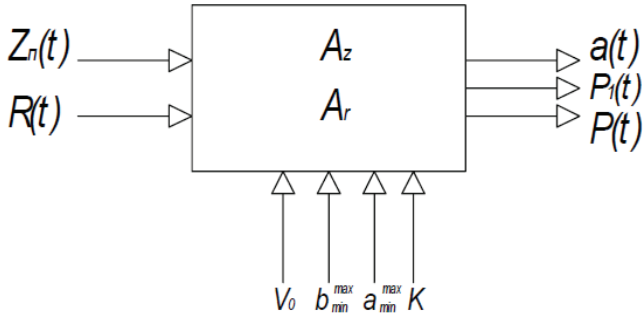 Zп(t)
R(t)
Az
Ar
a(t)
P1(t)
P(t)
V0 b max min a max min K